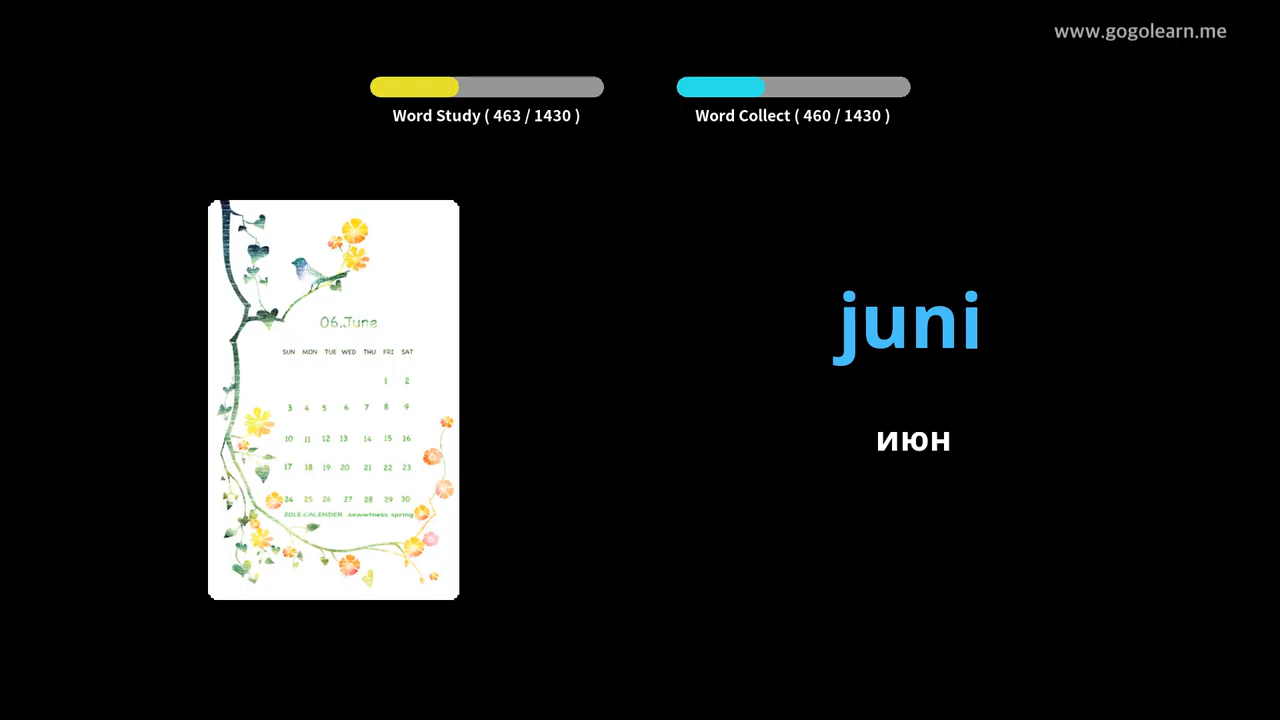 www.gogolearn.me
Word Study ( 463 / 1430 )
Word Collect ( 460 / 1430 )
06.June
SUN MON TUE WED THU FRI SAT
1 2
3 4 5 6 7 8 9
10 11 12 13 14 15 16
17 18 19 20 21 22 23
24 25 26 27 28 29 30
2012.CALENDER .sewwtness spring
juni
июн